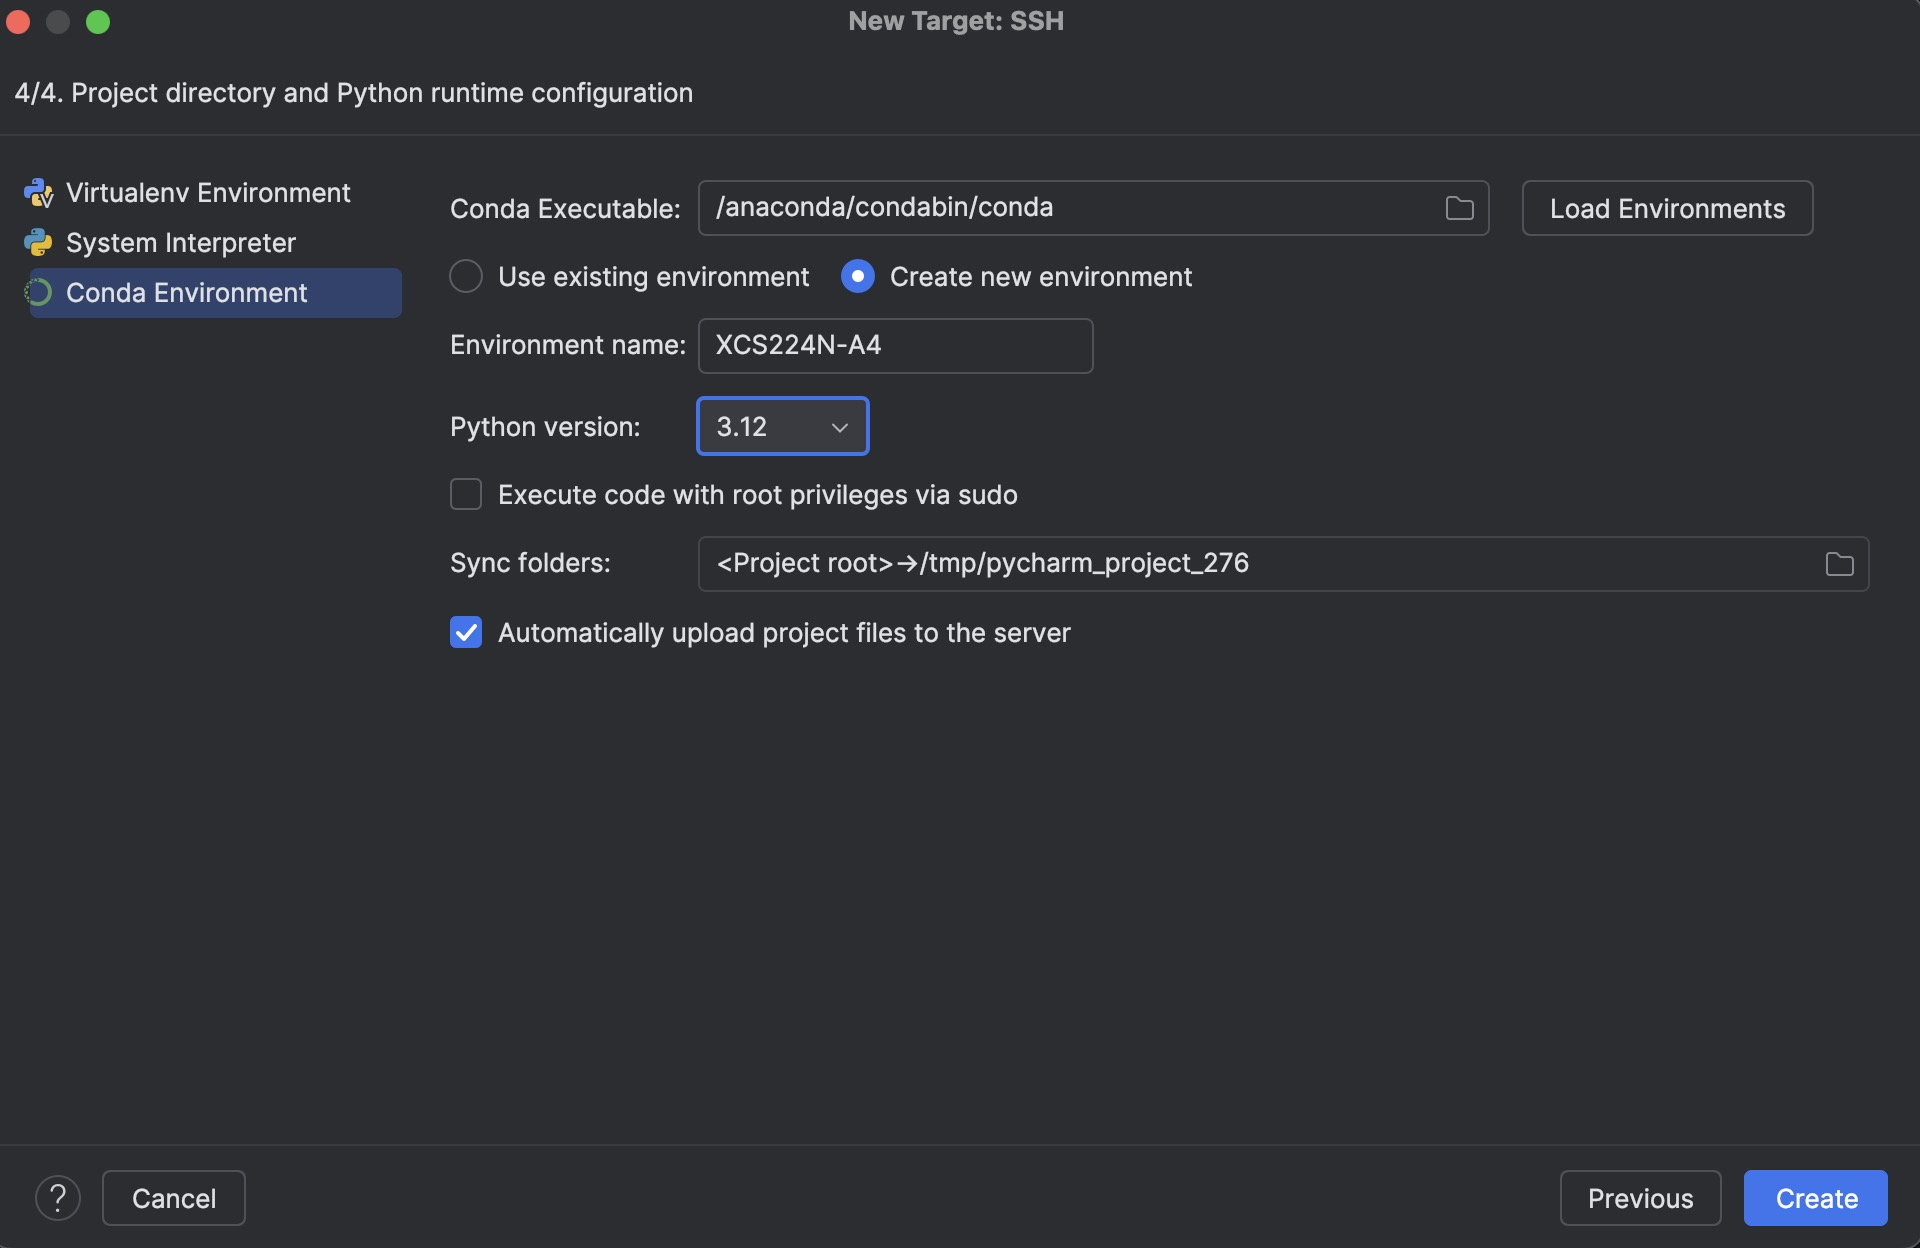 New Target: SSH
4/4. Project directory and Python runtime configuration
Virtualenv Environment
System Interpreter
Conda Environment
Conda Executable: /anaconda/condabin/conda Load Environments
Use existing environment Create new environment
Environment name: XCS224N-A4
Python version: 3.12
Execute code with root privileges via sudo
Sync folders: <Project root>→/tmp/pycharm_project_276
Automatically upload project files to the server
? Cancel Previous Create